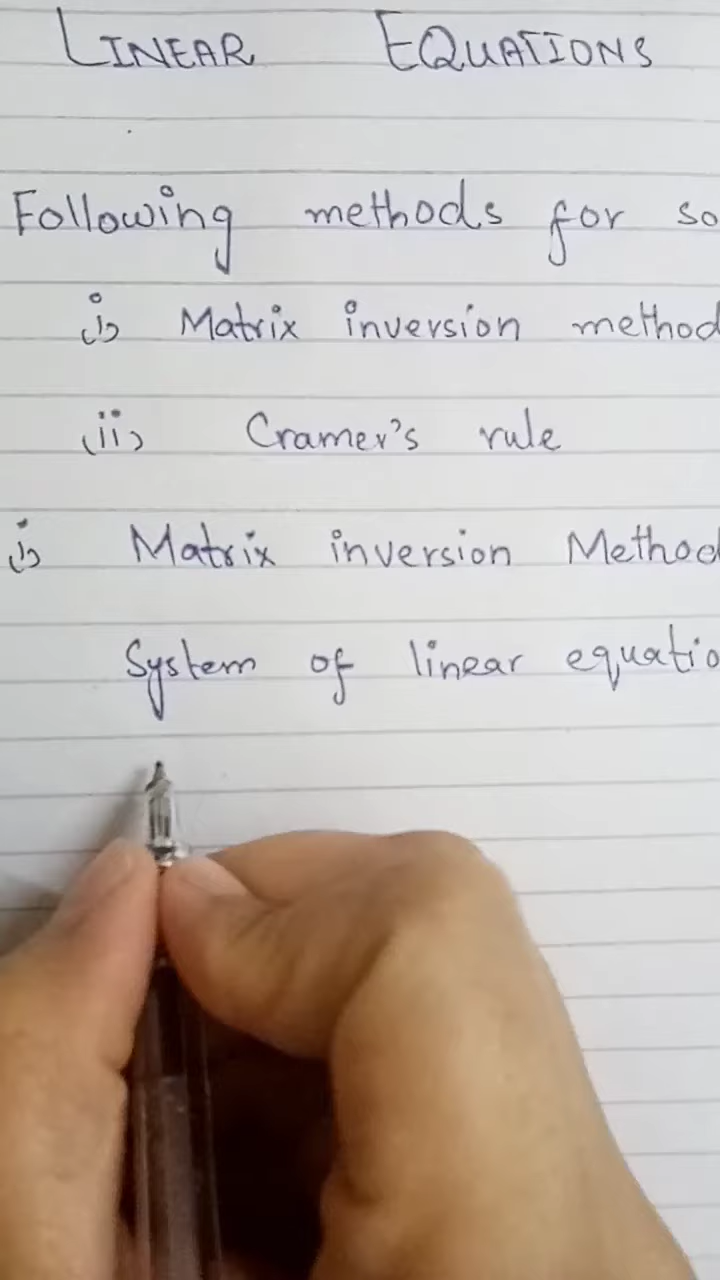 LINEAR EQUATIONS
Following methods for so
(i) Matrix inversion method
(ii) Cramer's rule
(i) Matrix inversion Method
System of linear equatio